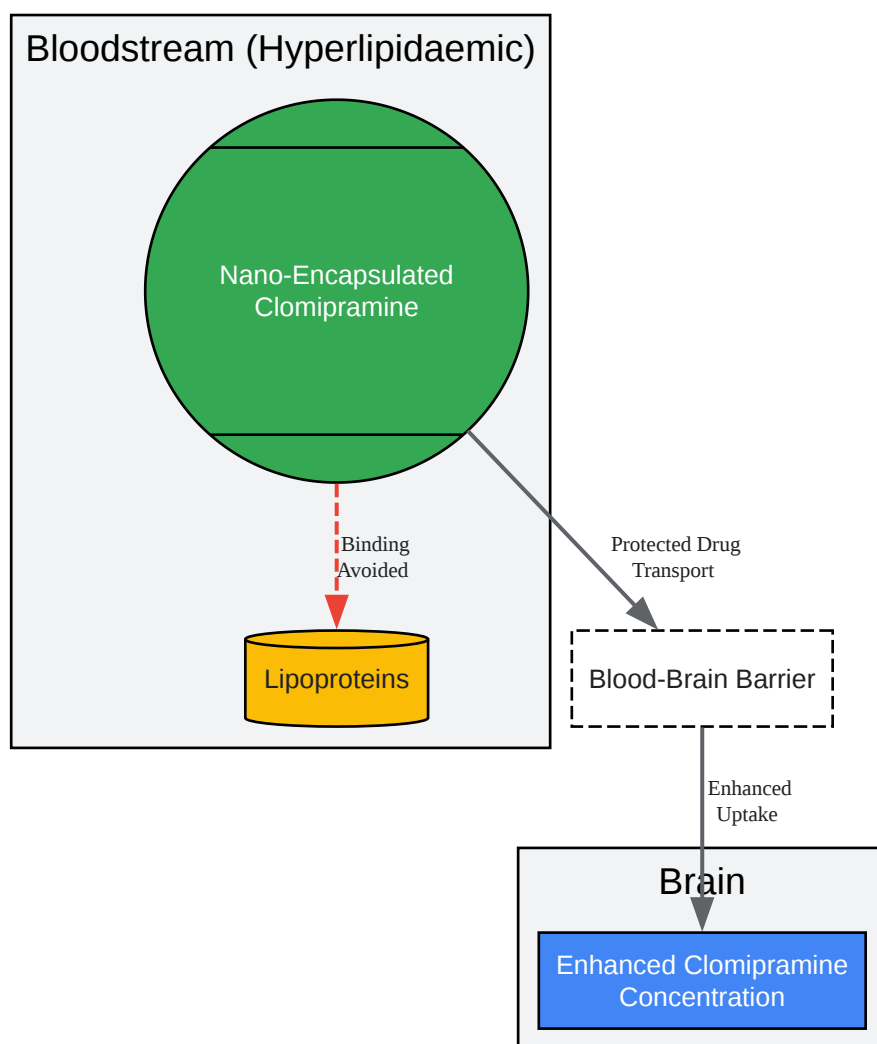 Bloodstream (Hyperlipidaemic)
Nano-Encapsulated
Clomipramine
Binding
Avoided
Protected Drug
Transport
Lipoproteins
Blood-Brain Barrier
Enhanced
Uptake
Brain
Enhanced Clomipramine
Concentration